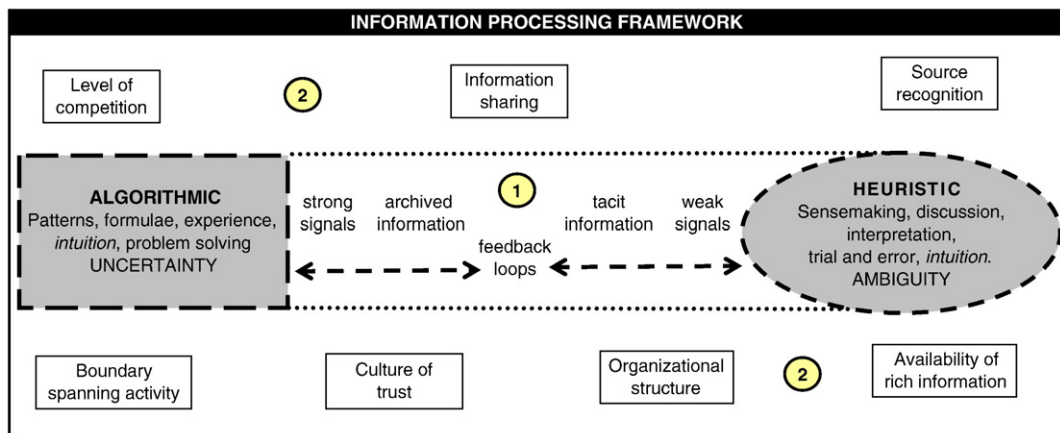 INFORMATION PROCESSING FRAMEWORK
Level of
competition
2
Information
sharing
Source
recognition
ALGORITHMIC
Patterns, formulae, experience,
intuition, problem solving
UNCERTAINTY
strong
signals
archived
information
1
feedback
loops
tacit
information
weak
signals
HEURISTIC
Sensemaking, discussion,
interpretation,
trial and error, intuition.
AMBIGUITY
Boundary
spanning activity
Culture of
trust
Organizational
structure
2
Availability of
rich information